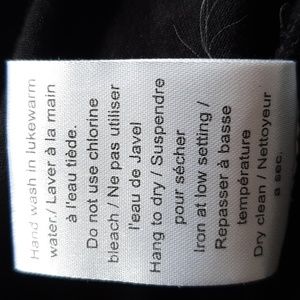 Hand wash in lukewarm
water./ Laver à la main
à l'eau tiède.
Do not use chlorine
bleach / Ne pas utiliser
l'eau de Javel
Hang to dry / Suspendre
pour sécher
Iron at low setting /
Repasser à basse
température
Dry clean / Nettoyeur
a sec.